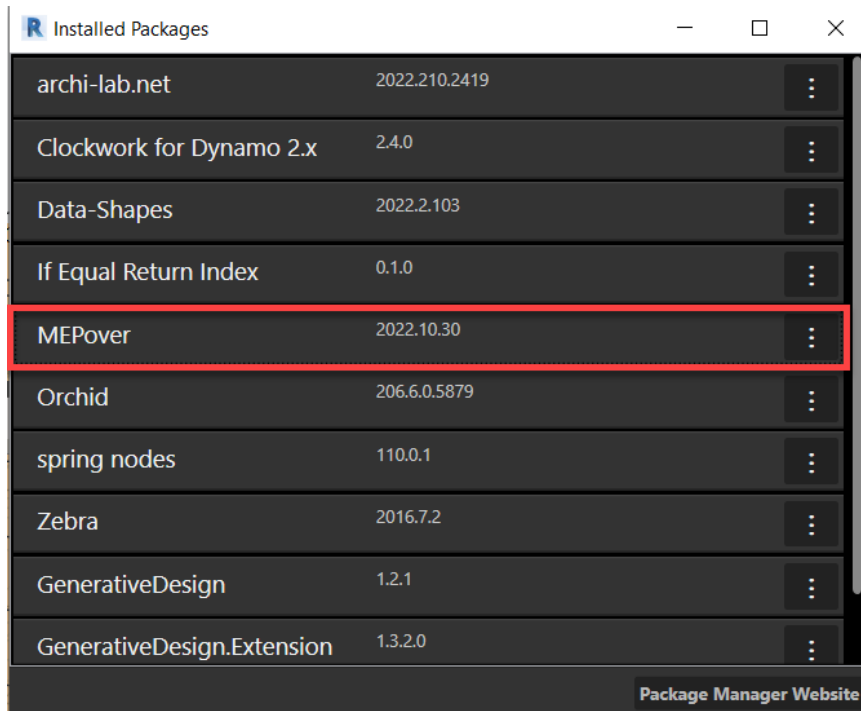 R Installed Packages
archi-lab.net 2022.210.2419
Clockwork for Dynamo 2.x 2.4.0
Data-Shapes 2022.2.103
If Equal Return Index 0.1.0
MEPover 2022.10.30
Orchid 206.6.0.5879
spring nodes 110.0.1
Zebra 2016.7.2
GenerativeDesign 1.2.1
GenerativeDesign.Extension 1.3.2.0
Package Manager Website